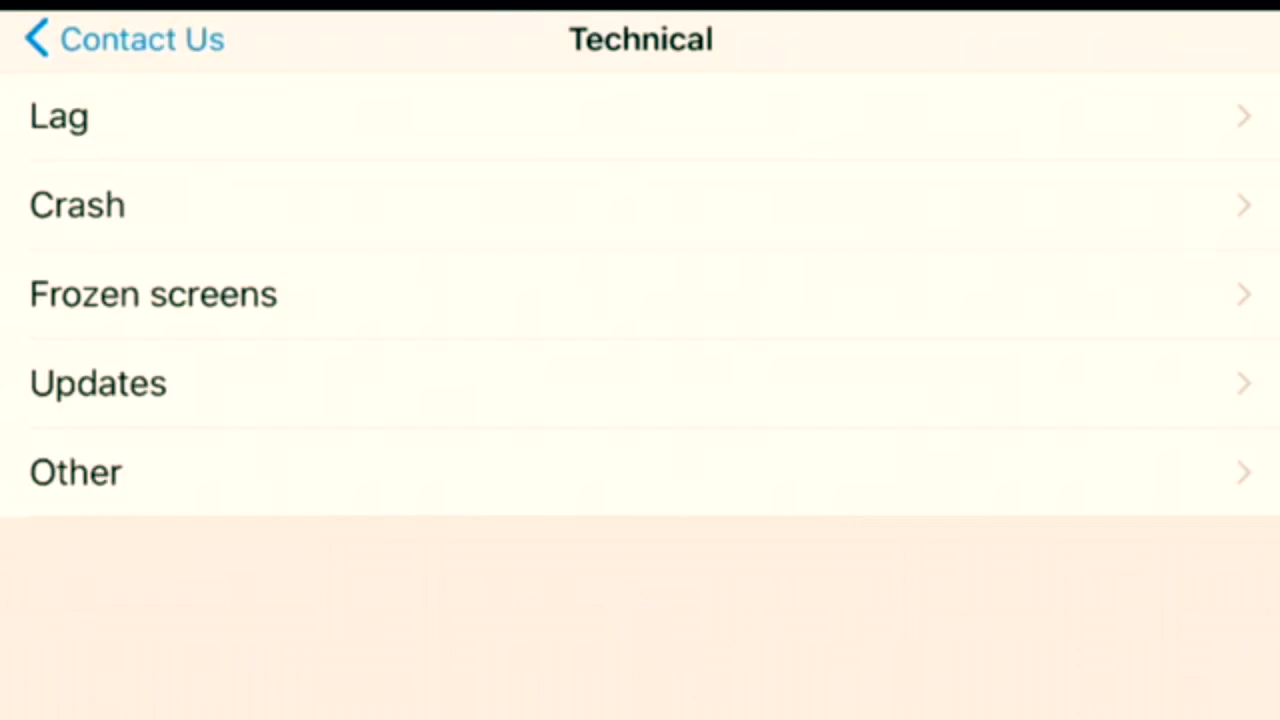 Contact Us
Technical
Lag
Crash
Frozen screens
Updates
Other